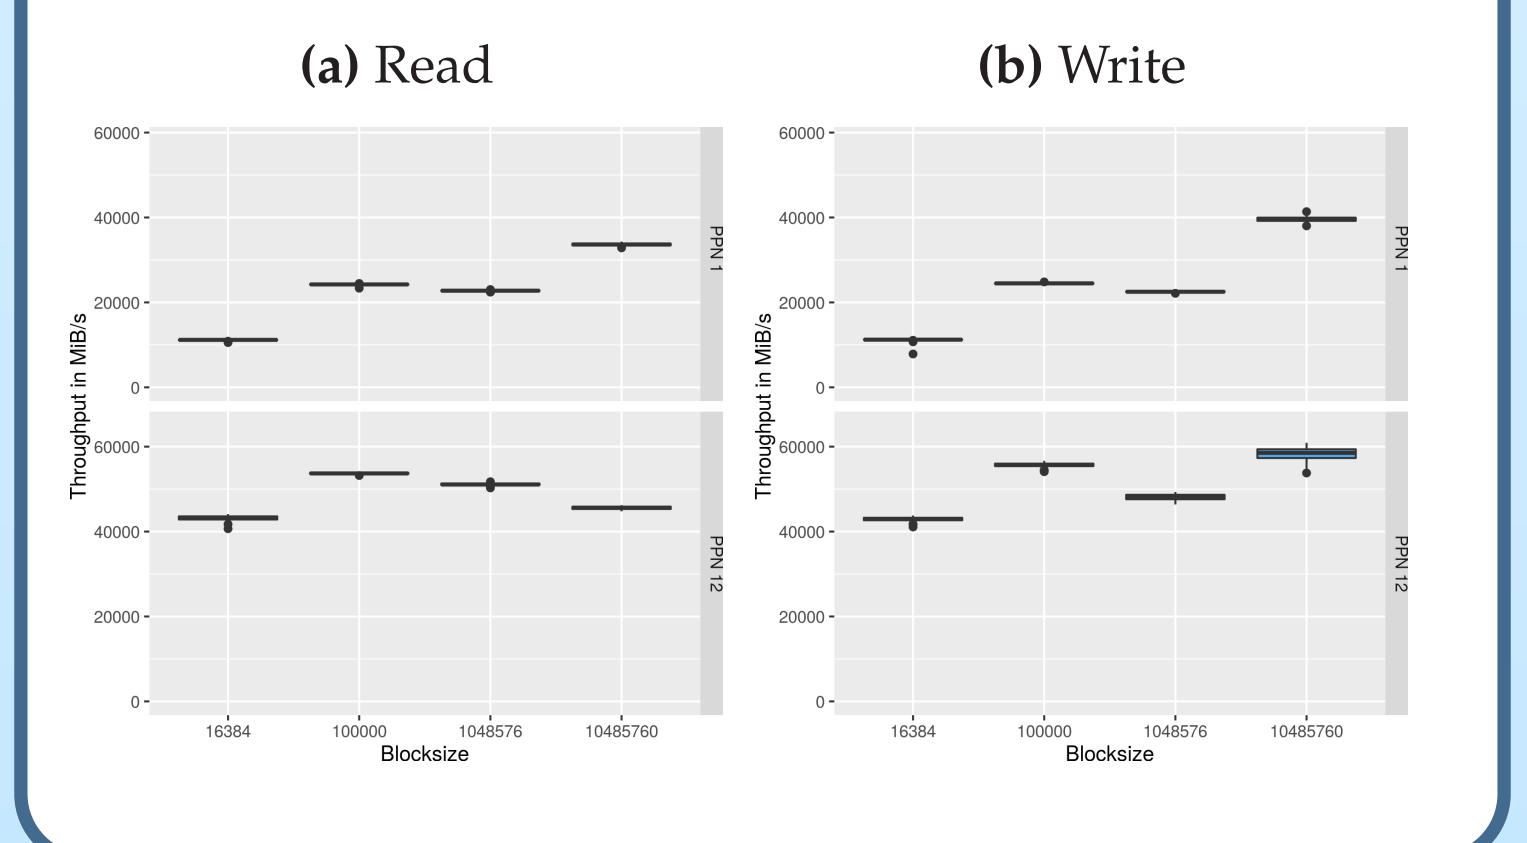 (a) Read
(b) Write
60000
40000
20000
0
PPN 1
60000
40000
20000
0
PPN 12
Throughput in MiB/s
16384 100000 1048576 10485760
Blocksize
60000
40000
20000
0
PPN 1
60000
40000
20000
0
PPN 12
Throughput in MiB/s
16384 100000 1048576 10485760
Blocksize